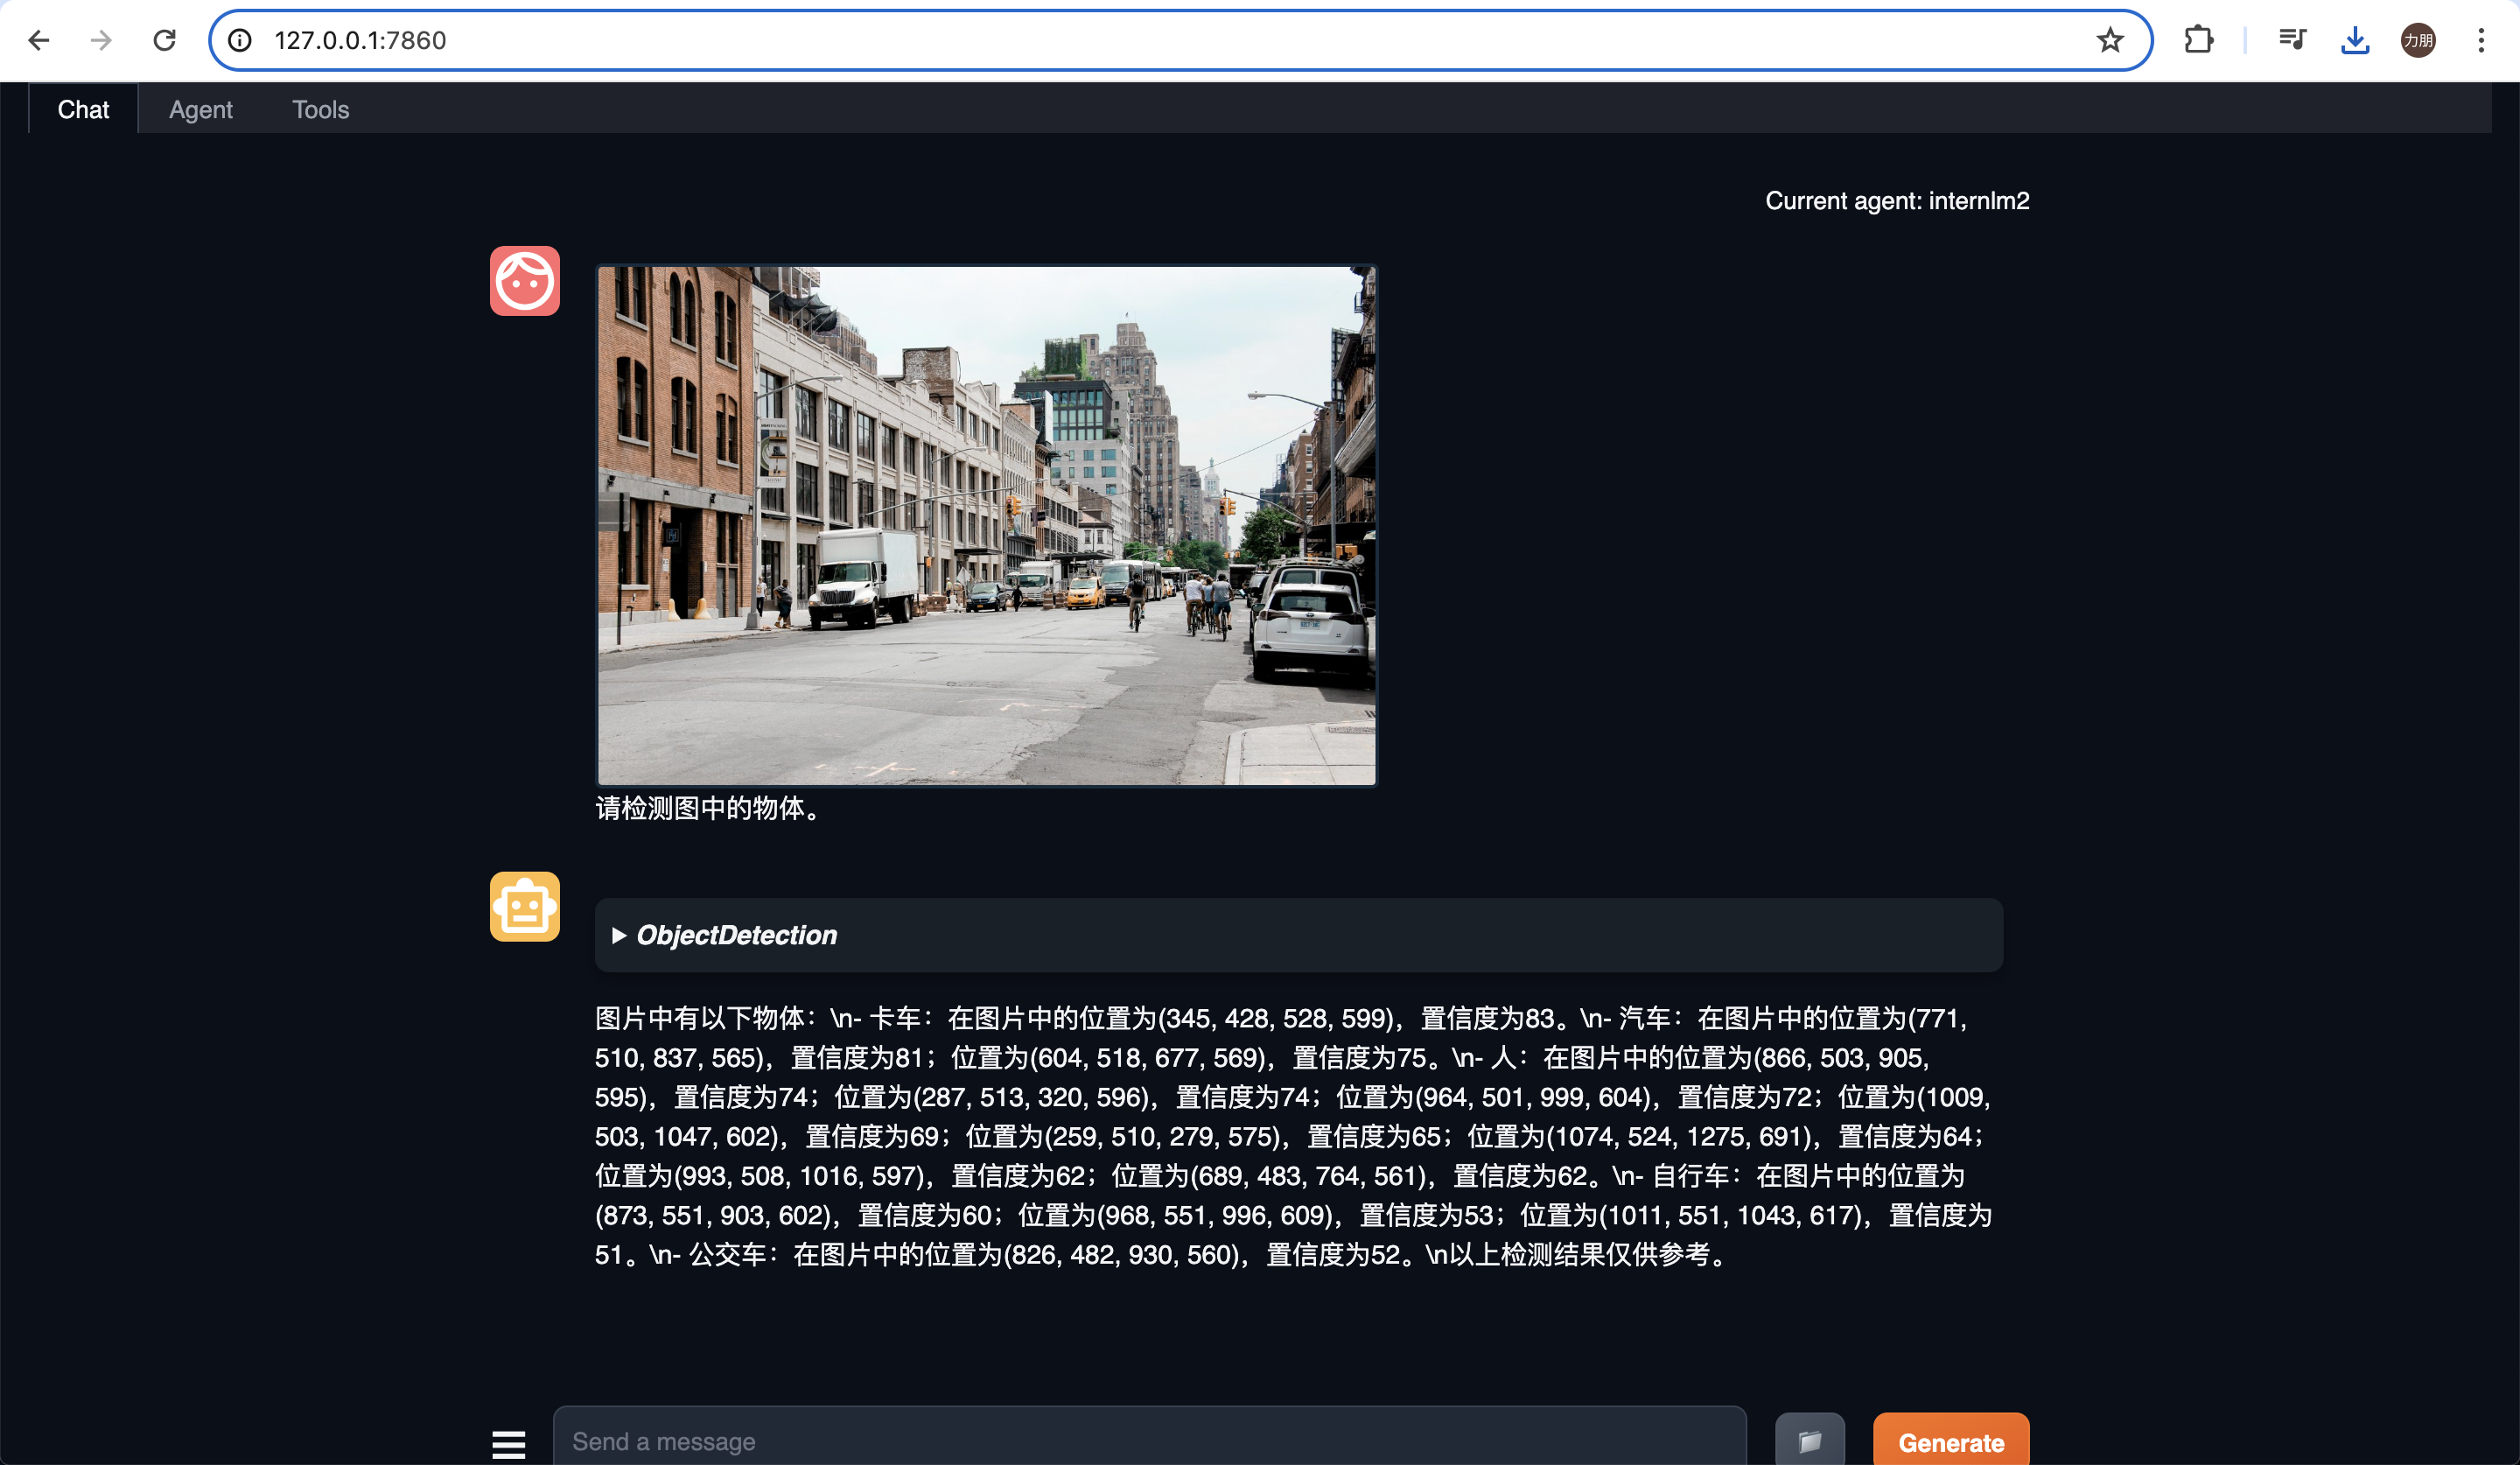 127.0.0.1:7860
力朋
Chat
Agent
Tools
Current agent: internlm2
请检测图中的物体。
ObjectDetection
图片中有以下物体：\n- 卡车：在图片中的位置为(345, 428, 528, 599)，置信度为83。\n- 汽车：在图片中的位置为(771,
510, 837, 565)，置信度为81；位置为(604, 518, 677, 569)，置信度为75。\n- 人：在图片中的位置为(866, 503, 905,
595)，置信度为74；位置为(287, 513, 320, 596)，置信度为74；位置为(964, 501, 999, 604)，置信度为72；位置为(1009,
503, 1047, 602)，置信度为69；位置为(259, 510, 279, 575)，置信度为65；位置为(1074, 524, 1275, 691)，置信度为64；
位置为(993, 508, 1016, 597)，置信度为62；位置为(689, 483, 764, 561)，置信度为62。\n- 自行车：在图片中的位置为
(873, 551, 903, 602)，置信度为60；位置为(968, 551, 996, 609)，置信度为53；位置为(1011, 551, 1043, 617)，置信度为
51。\n- 公交车：在图片中的位置为(826, 482, 930, 560)，置信度为52。\n以上检测结果仅供参考。
Send a message
Generate